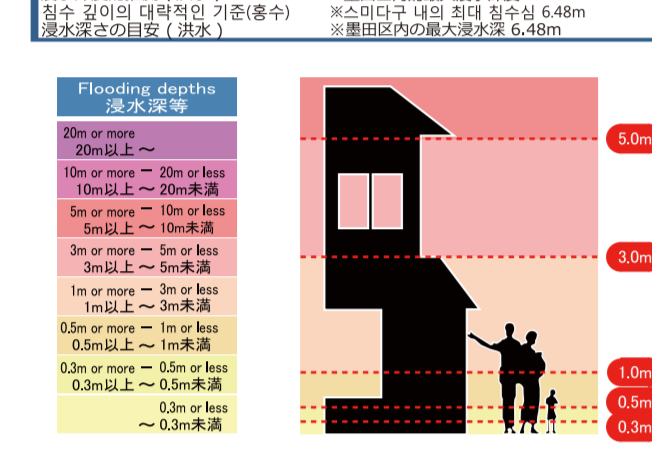 침수 깊이의 대략적인 기준(홍수)
浸水深さの目安 ( 洪水 )
※스미다구 내의 최대 침수심 6.48m
※墨田区内の最大浸水深 6.48m
Flooding depths
浸水深等
20m or more
20m以上 ～
10m or more ー 20m or less
10m以上 ～ 20m未満
5m or more ー 10m or less
5m以上 ～ 10m未満
3m or more ー 5m or less
3m以上 ～ 5m未満
1m or more ー 3m or less
1m以上 ～ 3m未満
0.5m or more ー 1m or less
0.5m以上 ～ 1m未満
0.3m or more ー 0.5m or less
0.3m以上 ～ 0.5m未満
0.3m or less
～ 0.3m未満
5.0m
3.0m
1.0m
0.5m
0.3m